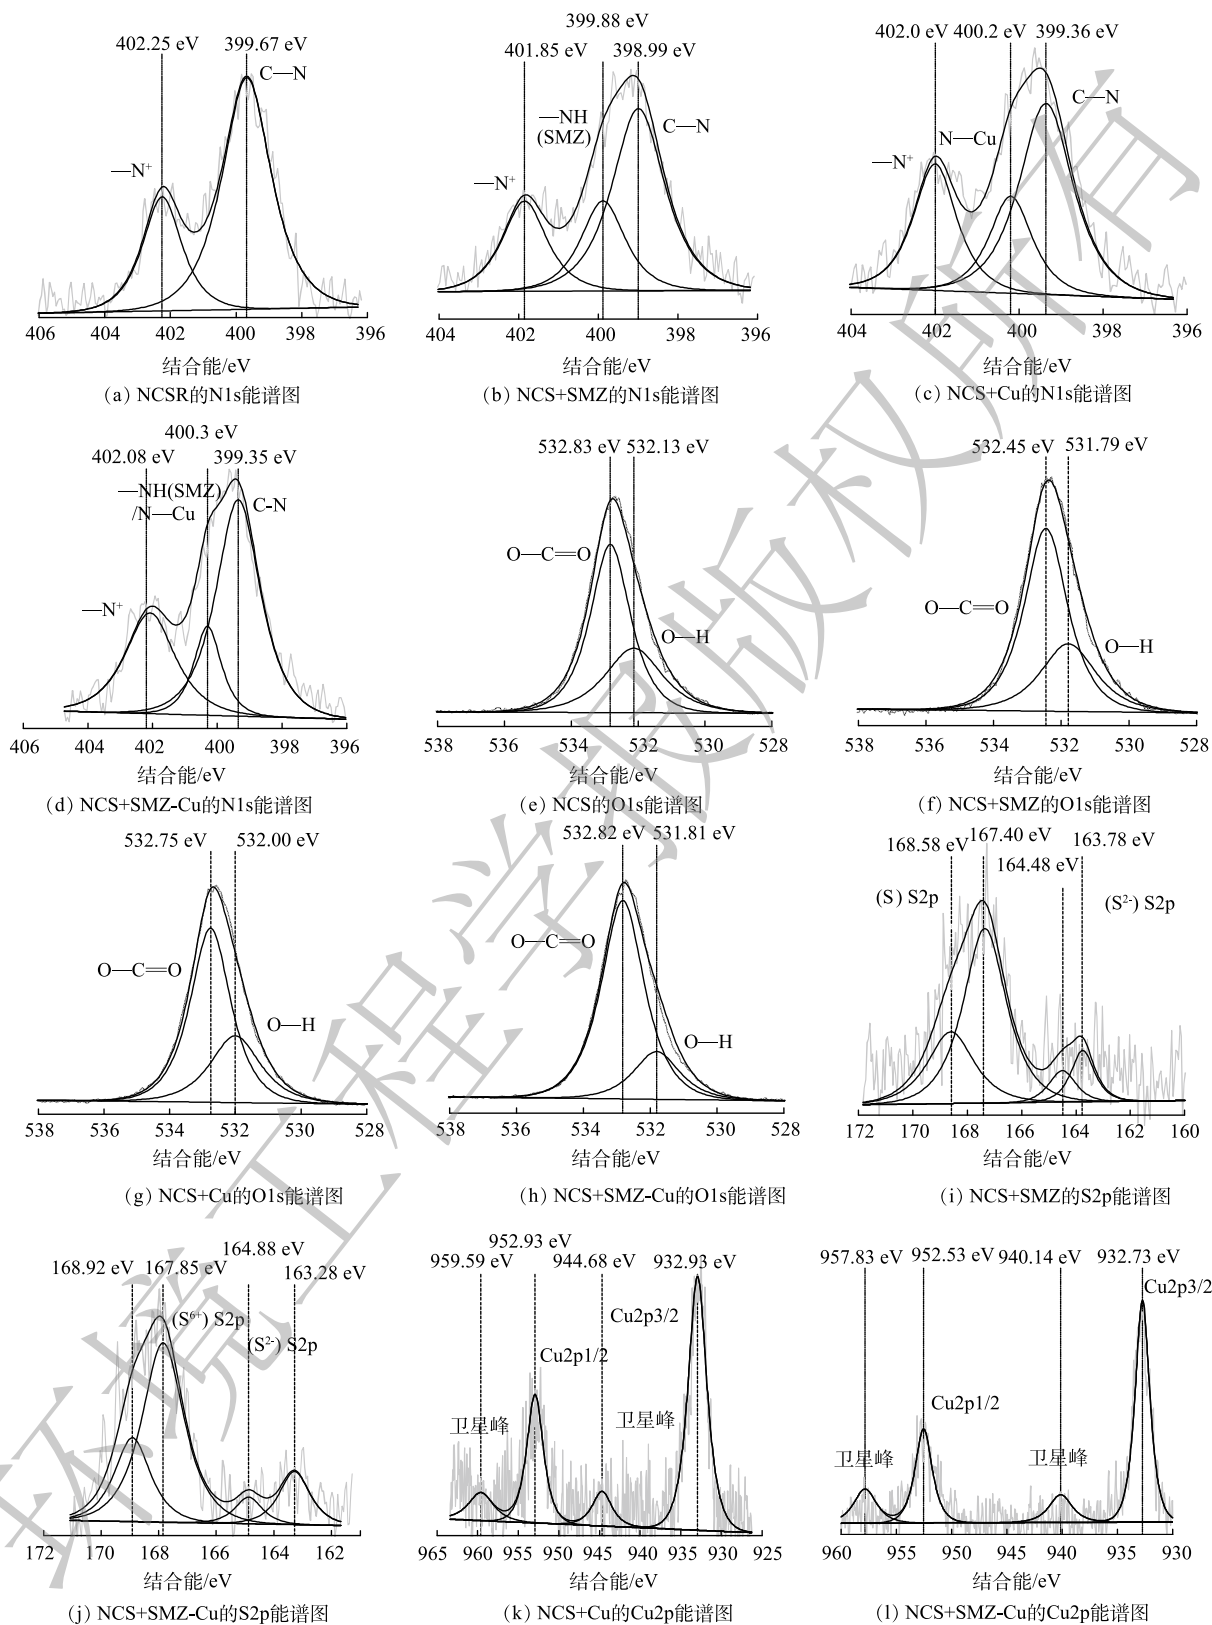 402.25 eV 399.67 eV
C—N
—N⁺
406 404 402 400 398 396
结合能/eV
(a) NCSR的N1s能谱图
399.88 eV
401.85 eV 398.99 eV
—NH
(SMZ)
C—N
—N⁺
404 402 400 398 396
结合能/eV
(b) NCS+SMZ的N1s能谱图
402.0 eV 400.2 eV 399.36 eV
C—N
N—Cu
—N⁺
404 402 400 398 396
结合能/eV
(c) NCS+Cu的N1s能谱图
400.3 eV
402.08 eV 399.35 eV
—NH(SMZ)
/N—Cu
C-N
—N⁺
406 404 402 400 398 396
结合能/eV
(d) NCS+SMZ-Cu的N1s能谱图
532.83 eV 532.13 eV
O—C=O
O—H
538 536 534 532 530 528
结合能/eV
(e) NCS的O1s能谱图
532.45 eV 531.79 eV
O—C=O
O—H
538 536 534 532 530 528
结合能/eV
(f) NCS+SMZ的O1s能谱图
532.75 eV 532.00 eV
O—C=O
O—H
538 536 534 532 530 528
结合能/eV
(g) NCS+Cu的O1s能谱图
532.82 eV 531.81 eV
O—C=O
O—H
538 536 534 532 530 528
结合能/eV
(h) NCS+SMZ-Cu的O1s能谱图
168.58 eV 167.40 eV 163.78 eV
164.48 eV
(S) S2p
(S²⁻) S2p
172 170 168 166 164 162 160
结合能/eV
(i) NCS+SMZ的S2p能谱图
164.88 eV
168.92 eV 167.85 eV 163.28 eV
(S⁶⁺) S2p
(S²⁻) S2p
172 170 168 166 164 162
结合能/eV
(j) NCS+SMZ-Cu的S2p能谱图
952.93 eV
959.59 eV 944.68 eV 932.93 eV
Cu2p3/2
Cu2p1/2
卫星峰 卫星峰
965 960 955 950 945 940 935 930 925
结合能/eV
(k) NCS+Cu的Cu2p能谱图
957.83 eV 952.53 eV 940.14 eV 932.73 eV
Cu2p3/2
Cu2p1/2
卫星峰 卫星峰
960 955 950 945 940 935 930
结合能/eV
(l) NCS+SMZ-Cu的Cu2p能谱图
环境工程学报版权所有